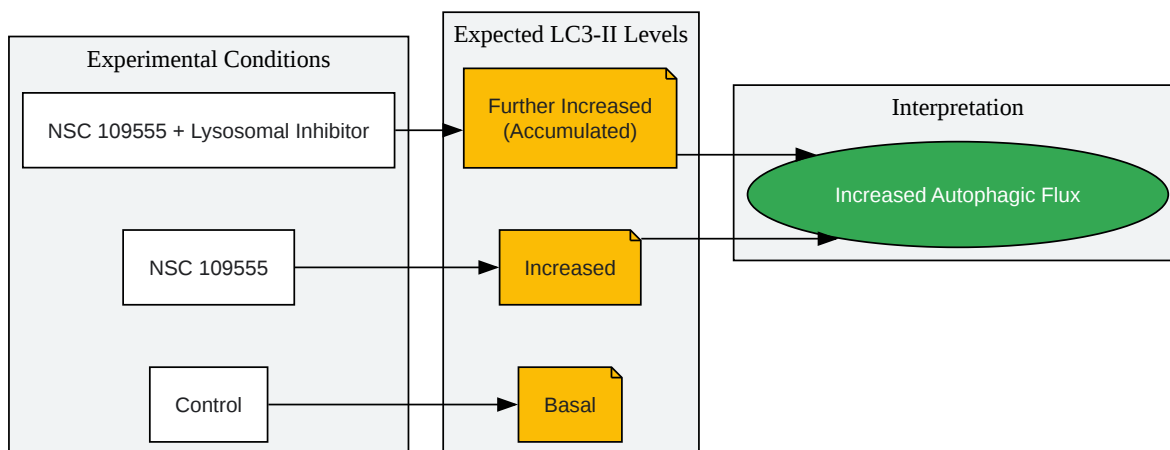 Experimental Conditions
NSC 109555 + Lysosomal Inhibitor
NSC 109555
Control
Expected LC3-II Levels
Further Increased
(Accumulated)
Increased
Basal
Interpretation
Increased Autophagic Flux